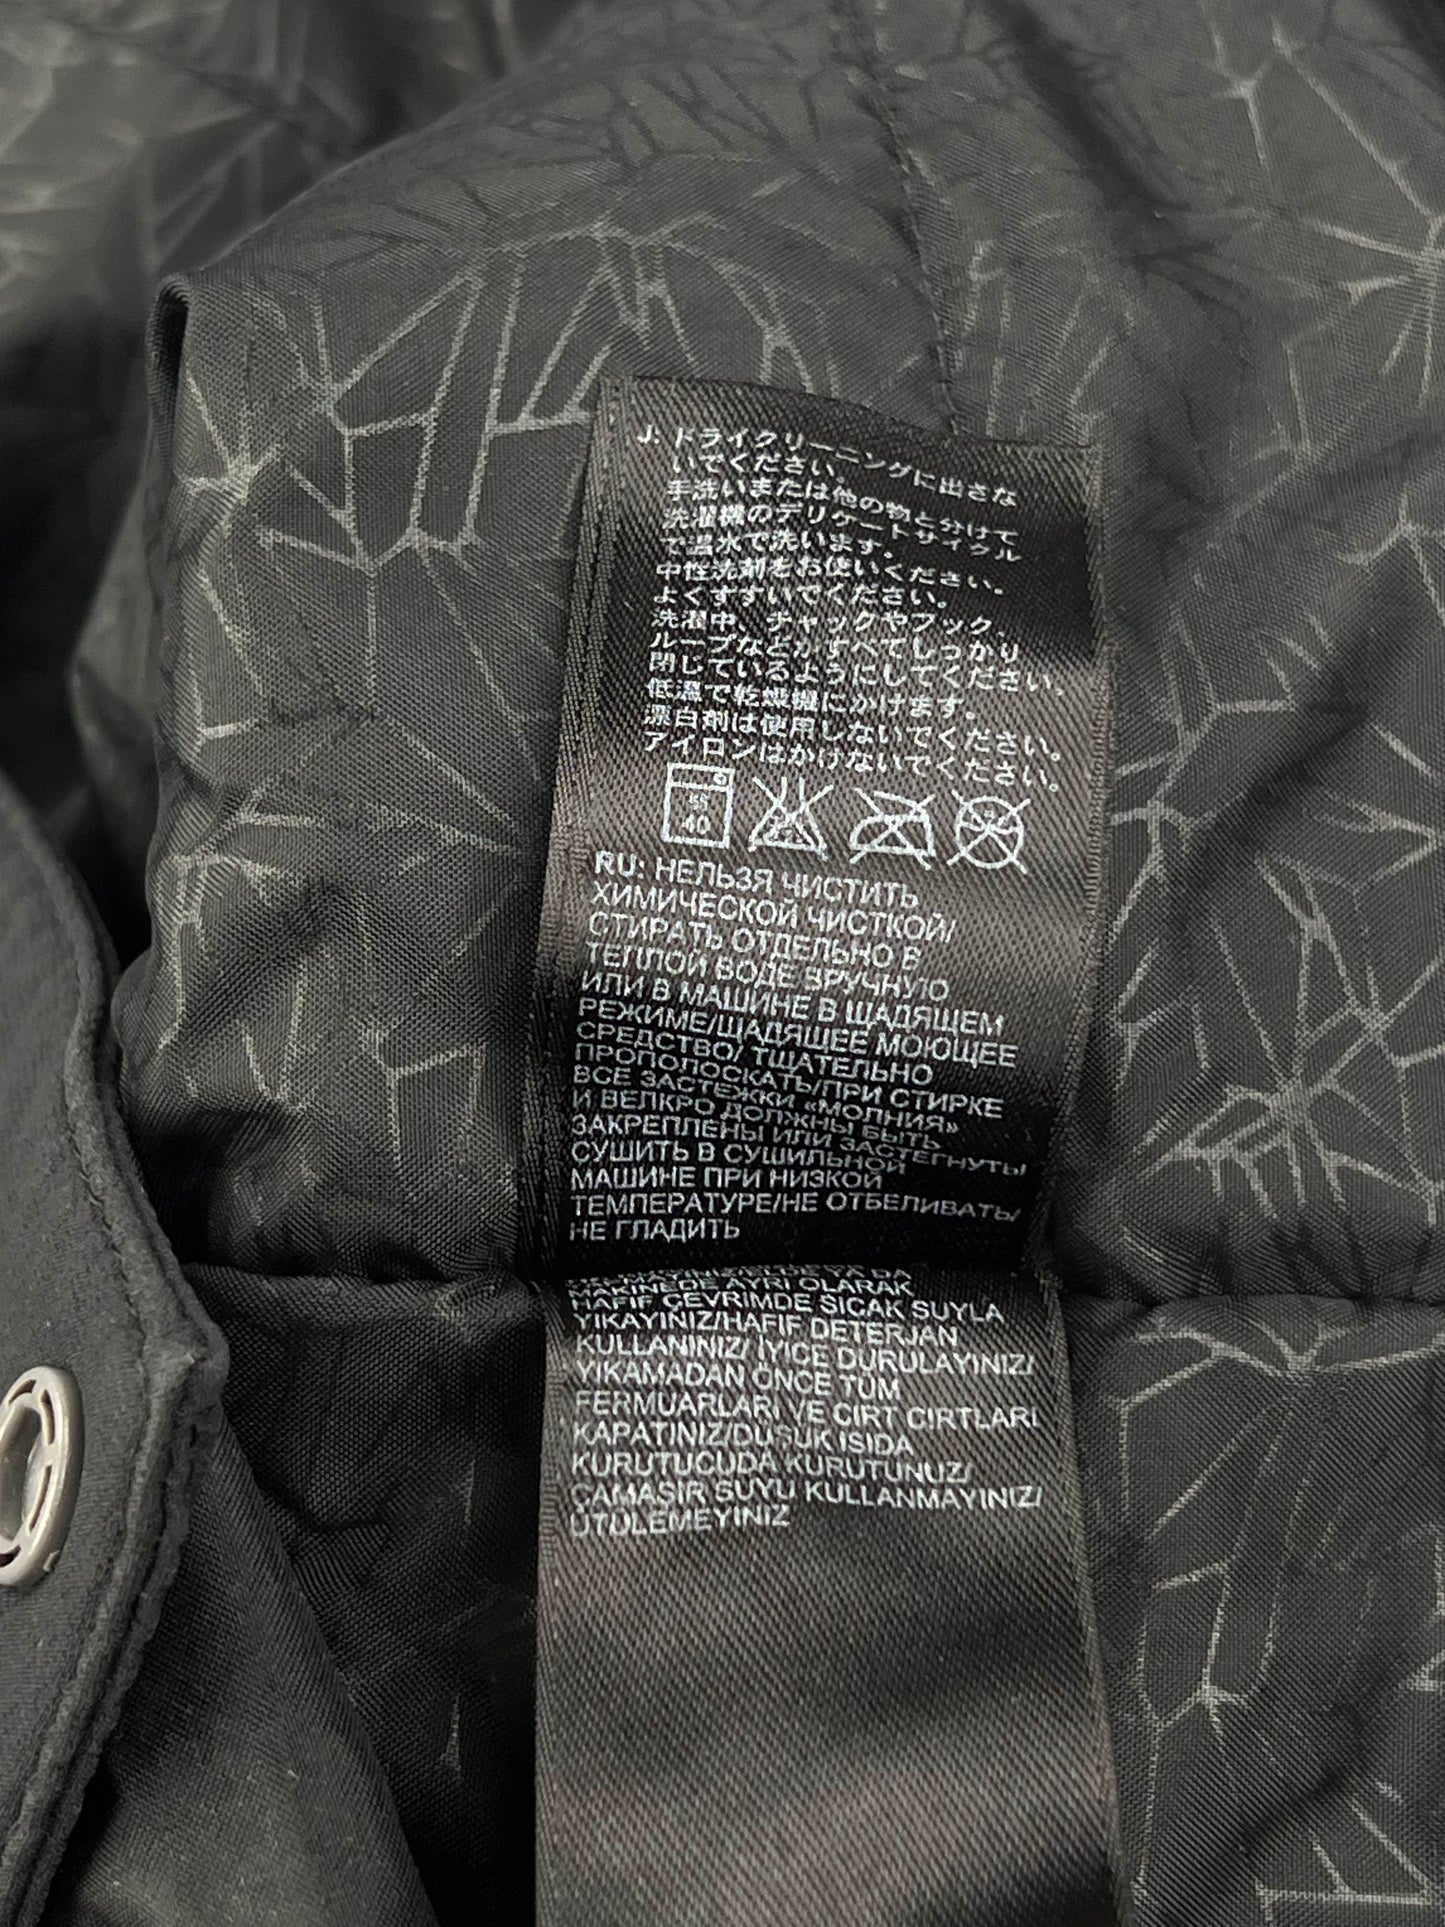 J: ドライクリーニングに出さな
いでください。
手洗いまたは他の物と分けて
洗濯機のデリケートサイクル
で温水で洗います。
中性洗剤をお使いください。
よくすすいでください。
洗濯中、チャックやフック、
ループなどがすべてしっかり
閉じているようにしてください。
低温で乾燥機にかけます。
漂白剤は使用しないでください。
アイロンはかけないでください。
40
RU: НЕЛЬЗЯ ЧИСТИТЬ
ХИМИЧЕСКОЙ ЧИСТКОЙ/
СТИРАТЬ ОТДЕЛЬНО В
ТЕПЛОЙ ВОДЕ ВРУЧНУЮ
ИЛИ В МАШИНЕ В ЩАДЯЩЕМ
РЕЖИМЕ/ЩАДЯЩЕЕ МОЮЩЕЕ
СРЕДСТВО/ ТЩАТЕЛЬНО
ПРОПОЛОСКАТЬ/ПРИ СТИРКЕ
ВСЕ ЗАСТЕЖКИ «МОЛНИЯ»
И ВЕЛКРО ДОЛЖНЫ БЫТЬ
ЗАКРЕПЛЕНЫ ИЛИ ЗАСТЕГНУТЫ
СУШИТЬ В СУШИЛЬНОЙ
МАШИНЕ ПРИ НИЗКОЙ
ТЕМПЕРАТУРЕ/НЕ ОТБЕЛИВАТЬ/
НЕ ГЛАДИТЬ
MAKİNEDE AYRI OLARAK
HAFIF ÇEVRIMDE SICAK SUYLA
YIKAYINIZ/HAFIF DETERJAN
KULLANINIZ/ IYICE DURULAYINIZ/
YIKAMADAN ÖNCE TÜM
FERMUARLARI VE CIRT CIRTLARI
KAPATINIZ/DÜŞÜK ISIDA
KURUTUCUDA KURUTUNUZ/
ÇAMAŞIR SUYU KULLANMAYINIZ/
ÜTÜLEMEYİNİZ